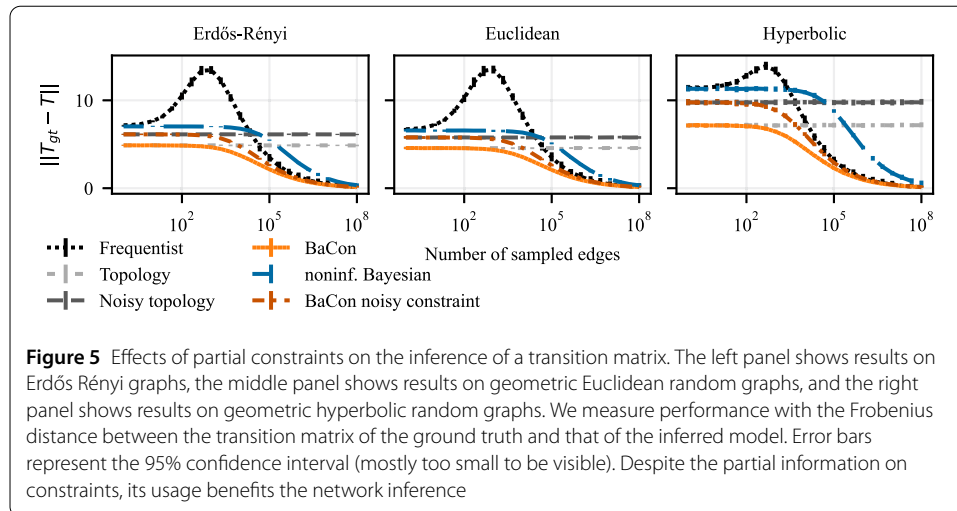 Erdős-Rényi
Euclidean
Hyperbolic
||T_gt − T||
10
0
10^2
10^5
10^8
10^2
10^5
10^8
10^2
10^5
10^8
Number of sampled edges
Frequentist
Topology
Noisy topology
BaCon
noninf. Bayesian
BaCon noisy constraint
Figure 5 Effects of partial constraints on the inference of a transition matrix. The left panel shows results on
Erdős Rényi graphs, the middle panel shows results on geometric Euclidean random graphs, and the right
panel shows results on geometric hyperbolic random graphs. We measure performance with the Frobenius
distance between the transition matrix of the ground truth and that of the inferred model. Error bars
represent the 95% confidence interval (mostly too small to be visible). Despite the partial information on
constraints, its usage benefits the network inference